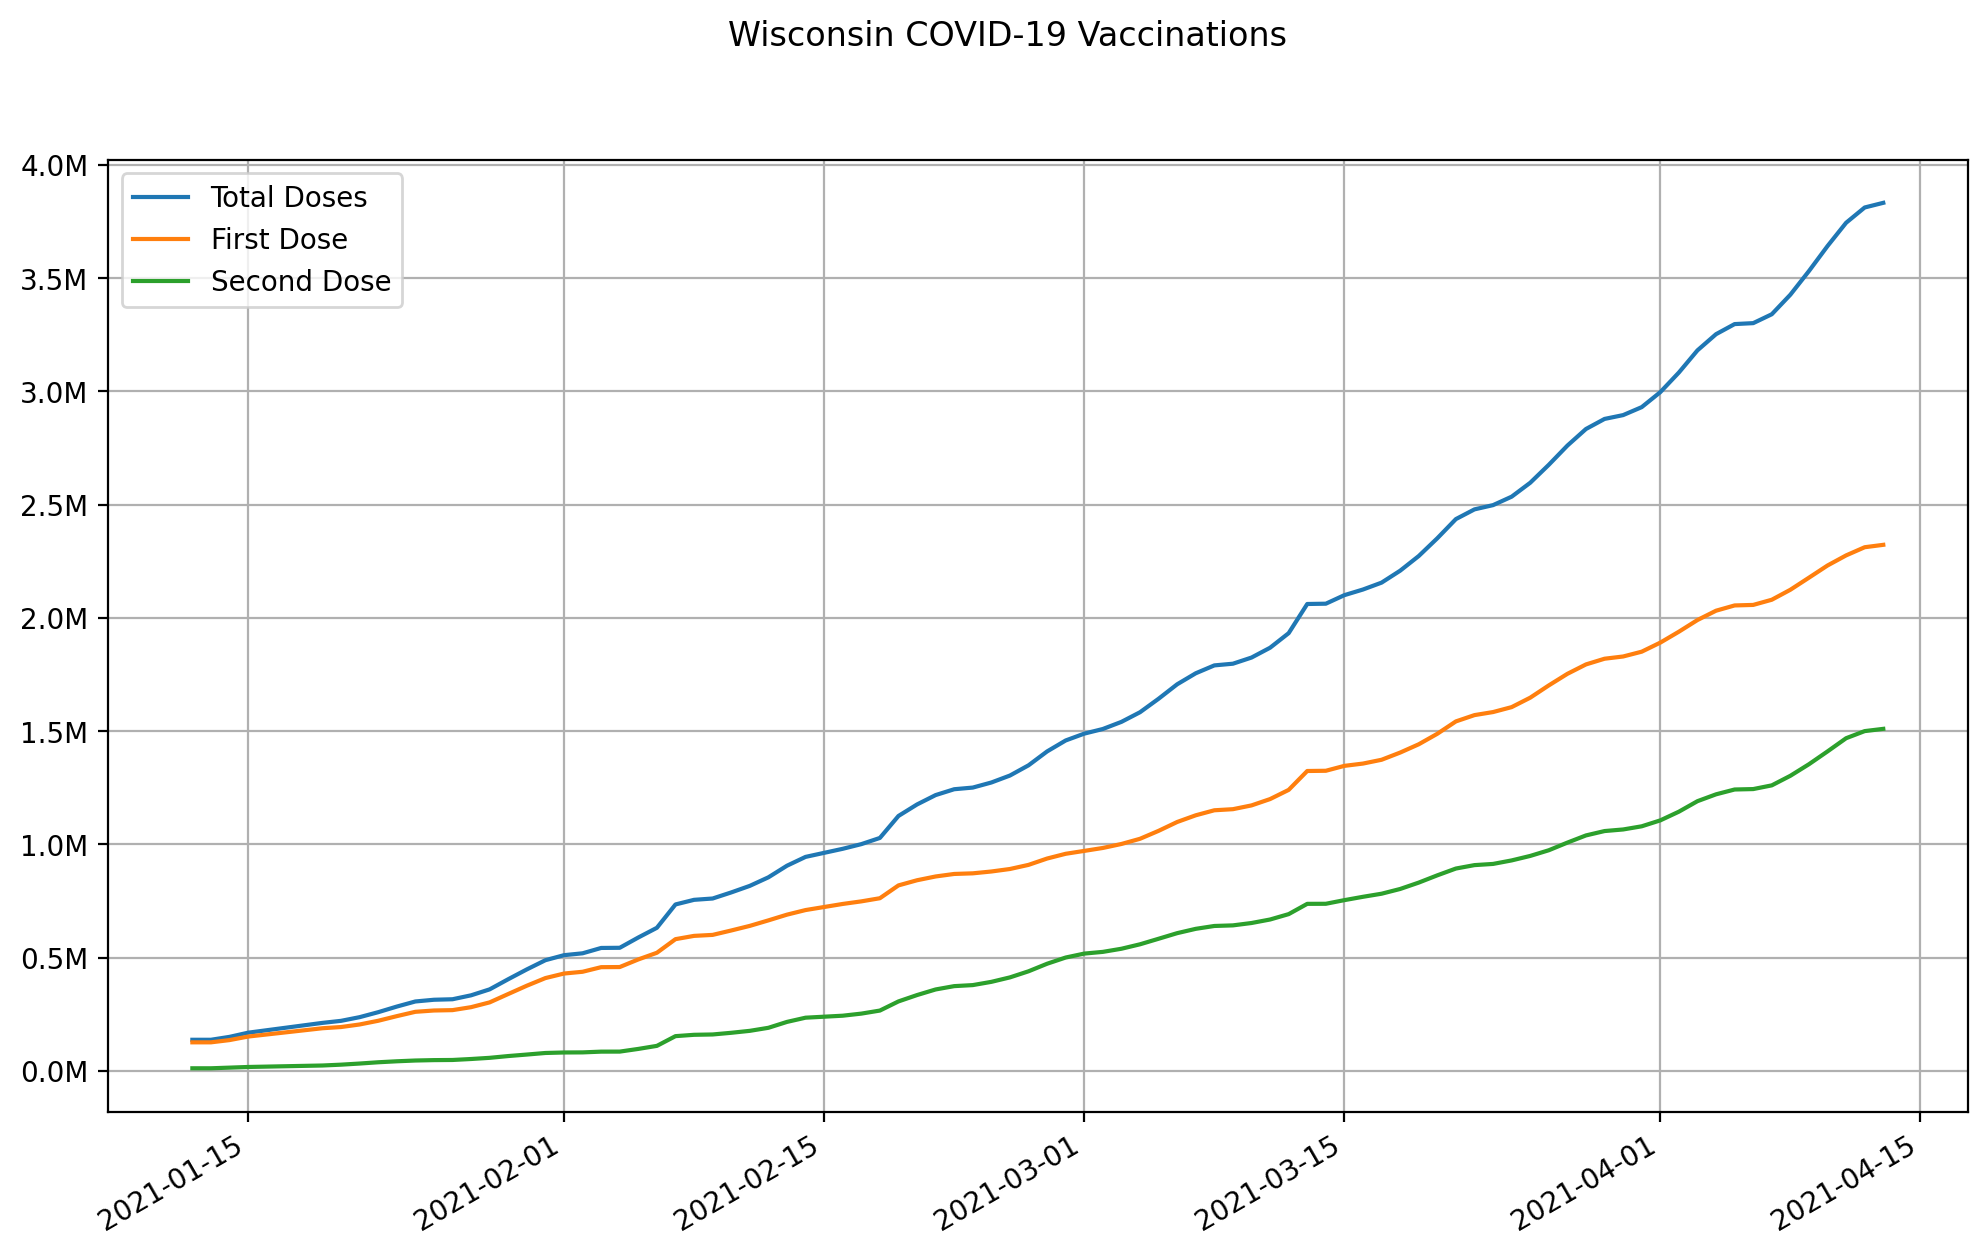 Wisconsin COVID-19 Vaccinations
4.0M
3.5M
3.0M
2.5M
2.0M
1.5M
1.0M
0.5M
0.0M
Total Doses
First Dose
Second Dose
2021-01-15
2021-02-01
2021-02-15
2021-03-01
2021-03-15
2021-04-01
2021-04-15